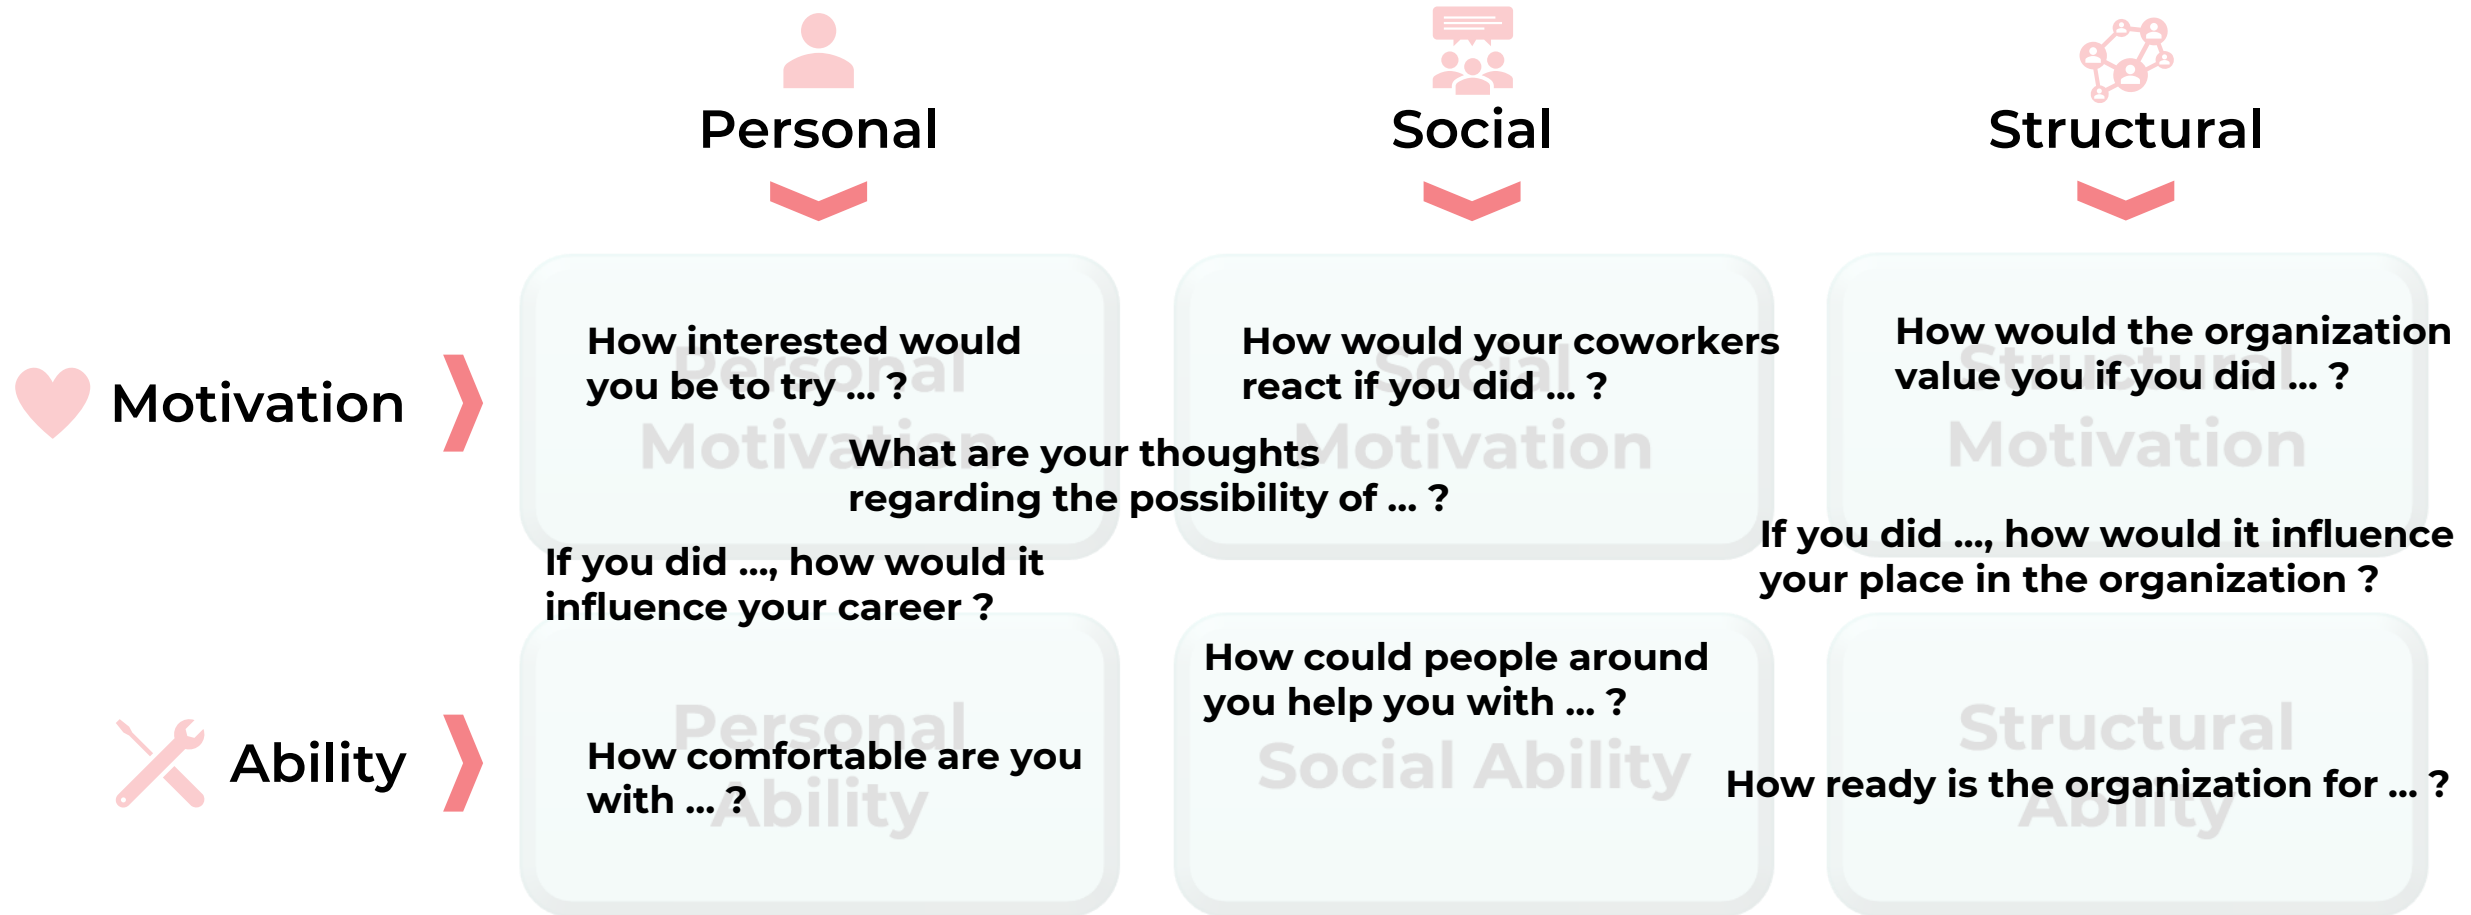 Personal
Social
Structural
Motivation
How interested would
you be to try ... ?
Personal
Motivation
How would your coworkers
react if you did ... ?
Social
Motivation
How would the organization
value you if you did ... ?
Structural
Motivation
What are your thoughts
regarding the possibility of ... ?
If you did ..., how would it
influence your career ?
If you did ..., how would it influence
your place in the organization ?
Ability
How comfortable are you
with ... ?
Personal
Ability
How could people around
you help you with ... ?
Social Ability
How ready is the organization for ... ?
Structural
Ability